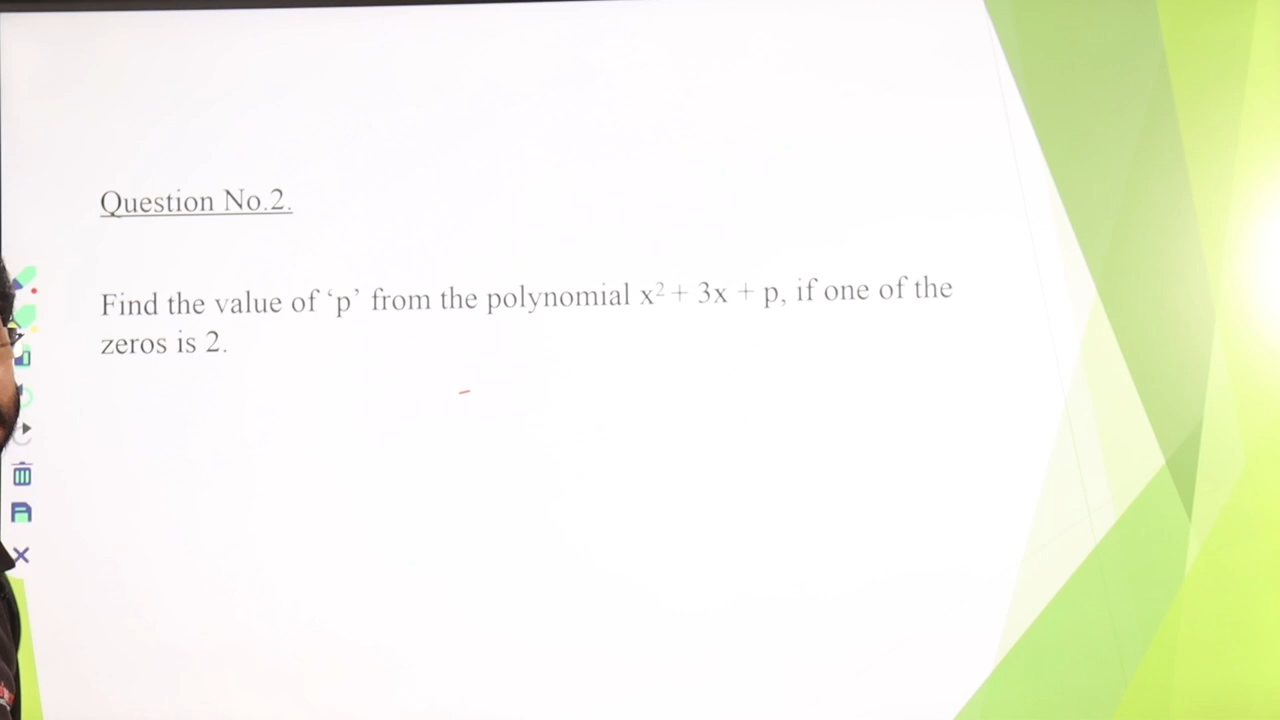 Question No.2.
Find the value of ‘p’ from the polynomial x² + 3x + p, if one of the
zeros is 2.